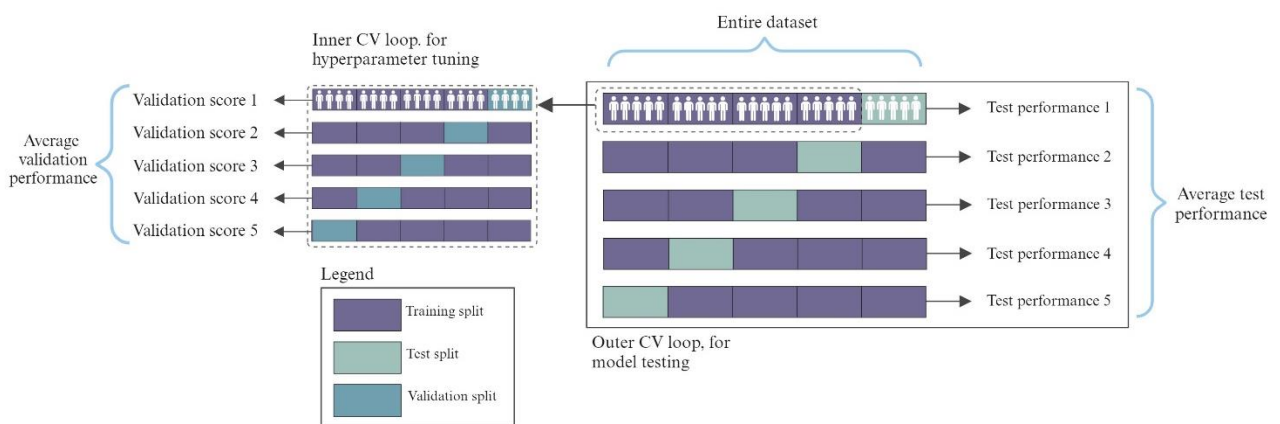 Entire dataset
Inner CV loop. for
hyperparameter tuning
Validation score 1
Validation score 2
Validation score 3
Validation score 4
Validation score 5
Average
validation
performance
Test performance 1
Test performance 2
Test performance 3
Test performance 4
Test performance 5
Average test
performance
Legend
Training split
Test split
Validation split
Outer CV loop, for
model testing